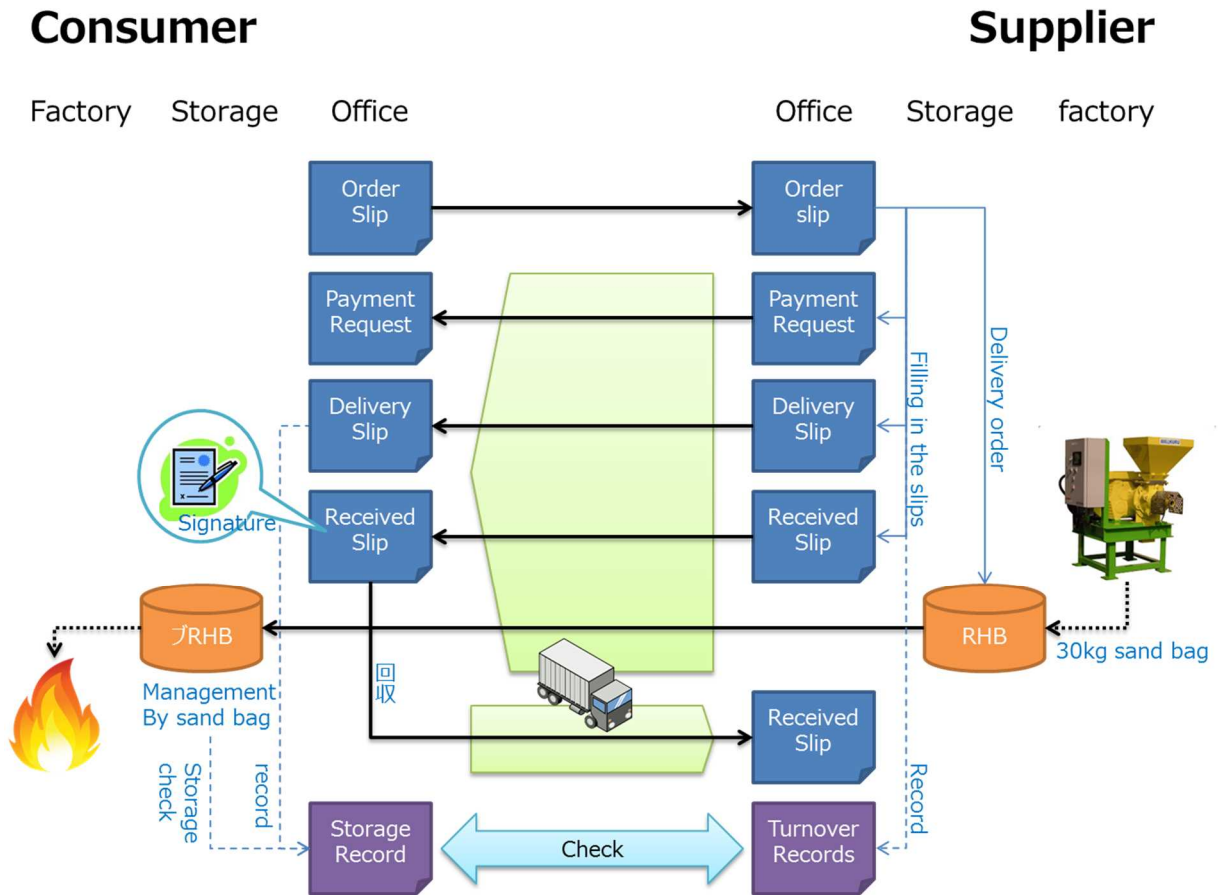 Consumer
Supplier
Factory
Storage
Office
Office
Storage
factory
Order
Slip
Order
slip
Payment
Request
Payment
Request
Delivery
Slip
Delivery
Slip
Filling in the slips
Delivery order
Signature
Received
Slip
Received
Slip
ブRHB
RHB
30kg sand bag
Management
By sand bag
回収
Received
Slip
Storage
check
record
Record
Storage
Record
Check
Turnover
Records